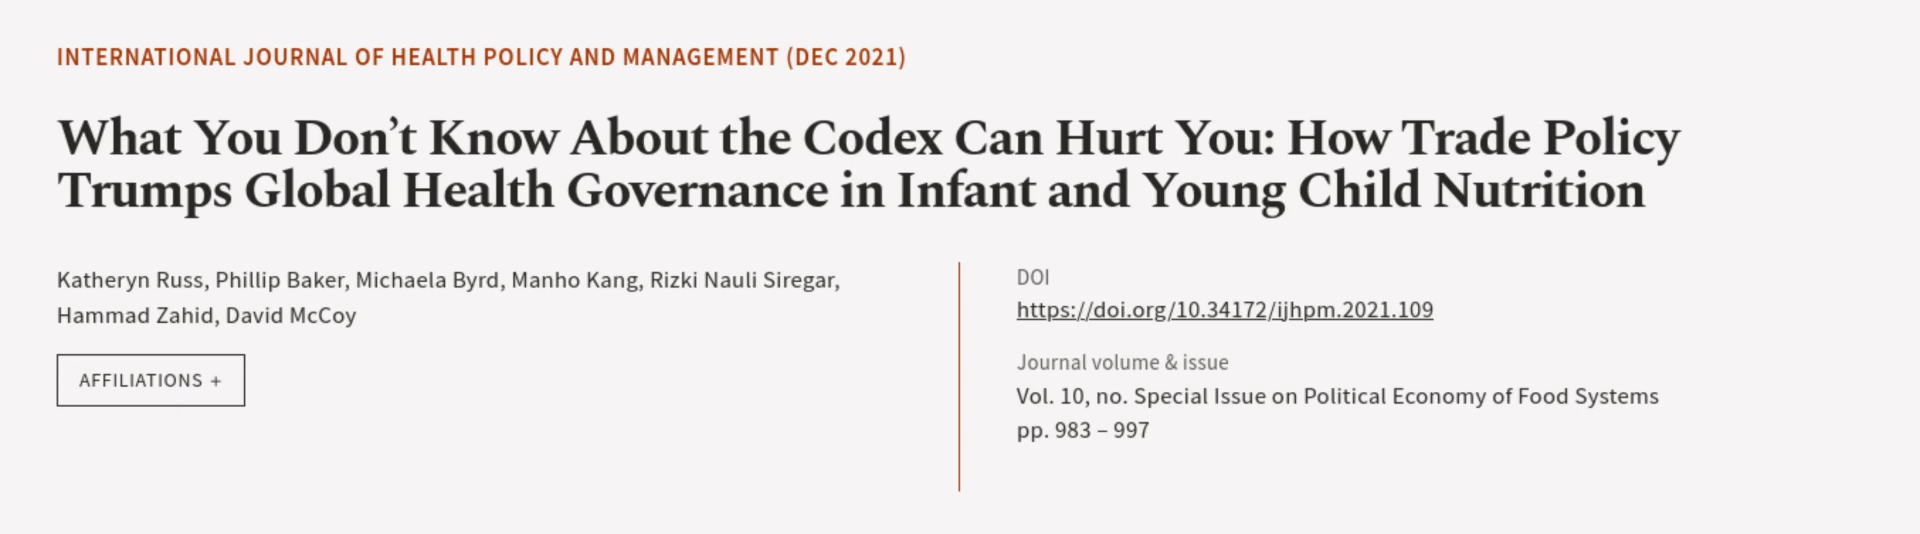 INTERNATIONAL JOURNAL OF HEALTH POLICY AND MANAGEMENT (DEC 2021)
What You Don’t Know About the Codex Can Hurt You: How Trade Policy
Trumps Global Health Governance in Infant and Young Child Nutrition
Katheryn Russ, Phillip Baker, Michaela Byrd, Manho Kang, Rizki Nauli Siregar,
Hammad Zahid, David McCoy
AFFILIATIONS +
DOI
https://doi.org/10.34172/ijhpm.2021.109
Journal volume & issue
Vol. 10, no. Special Issue on Political Economy of Food Systems
pp. 983 – 997